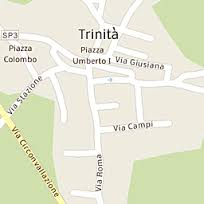 SP3
Trinità
Piazza
Colombo
Piazza
Umberto I
Via Giusiana
Via Stazione
Via Campi
Via Circonvallazione
Via Roma